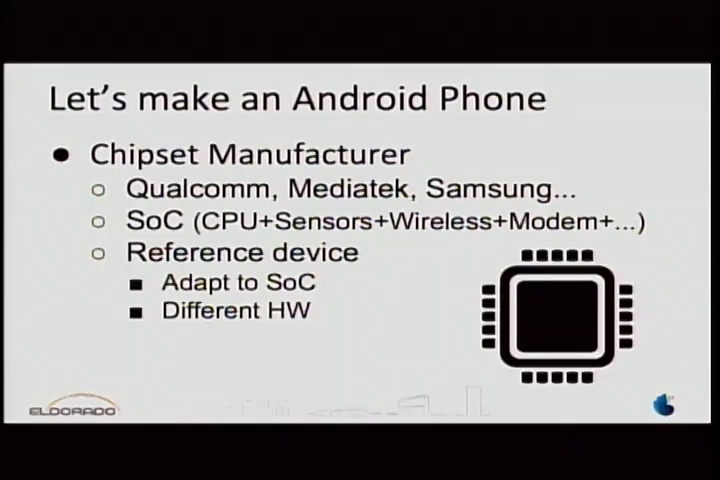 Let's make an Android Phone
● Chipset Manufacturer
○ Qualcomm, Mediatek, Samsung...
○ SoC (CPU+Sensors+Wireless+Modem+...)
○ Reference device
■ Adapt to SoC
■ Different HW
ELDORADO